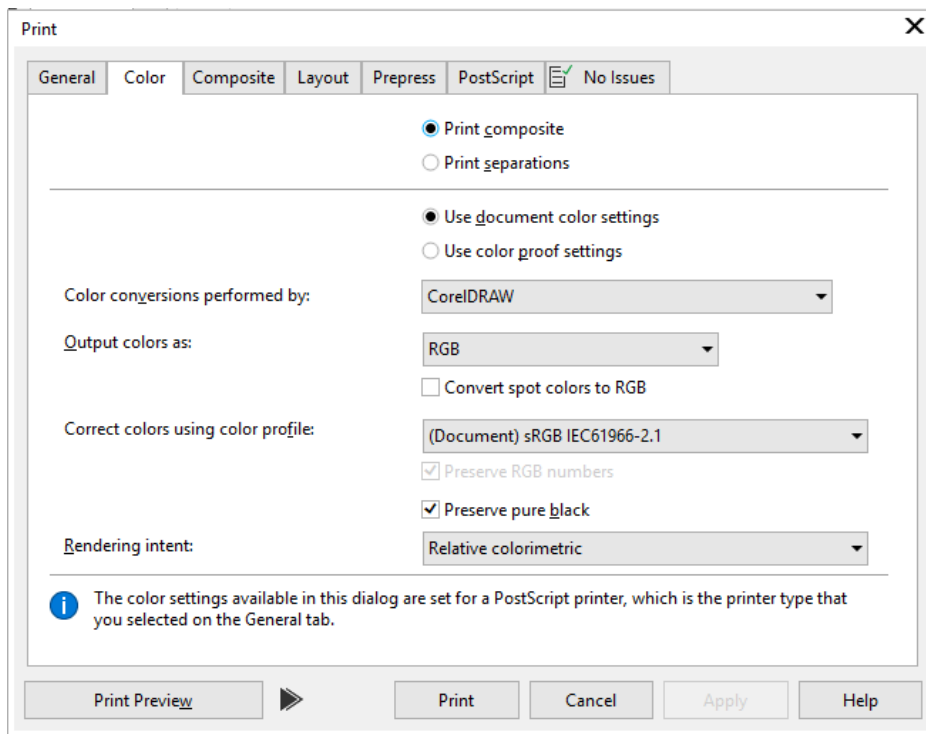 Print
General Color Composite Layout Prepress PostScript No Issues
Print composite
Print separations
Use document color settings
Use color proof settings
Color conversions performed by: CorelDRAW
Output colors as: RGB
Convert spot colors to RGB
Correct colors using color profile: (Document) sRGB IEC61966-2.1
Preserve RGB numbers
Preserve pure black
Rendering intent: Relative colorimetric
The color settings available in this dialog are set for a PostScript printer, which is the printer type that
you selected on the General tab.
Print Preview Print Cancel Apply Help